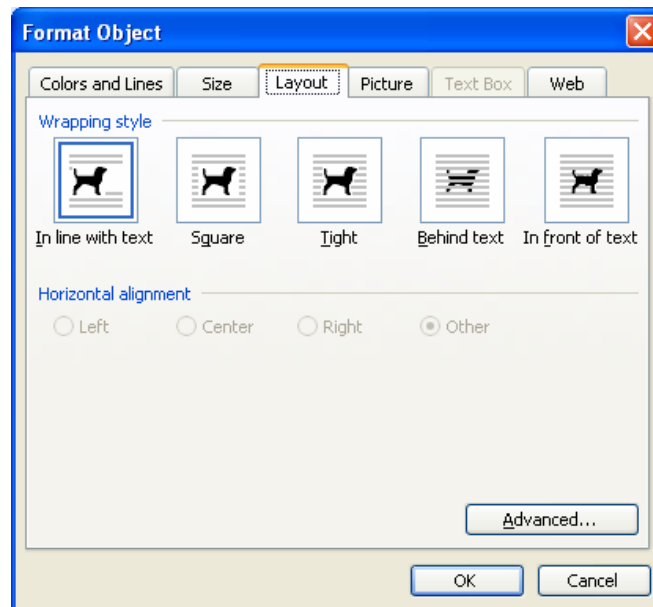 Format Object
Colors and Lines Size Layout Picture Text Box Web
Wrapping style
In line with text Square Tight Behind text In front of text
Horizontal alignment
Left Center Right Other
Advanced...
OK Cancel